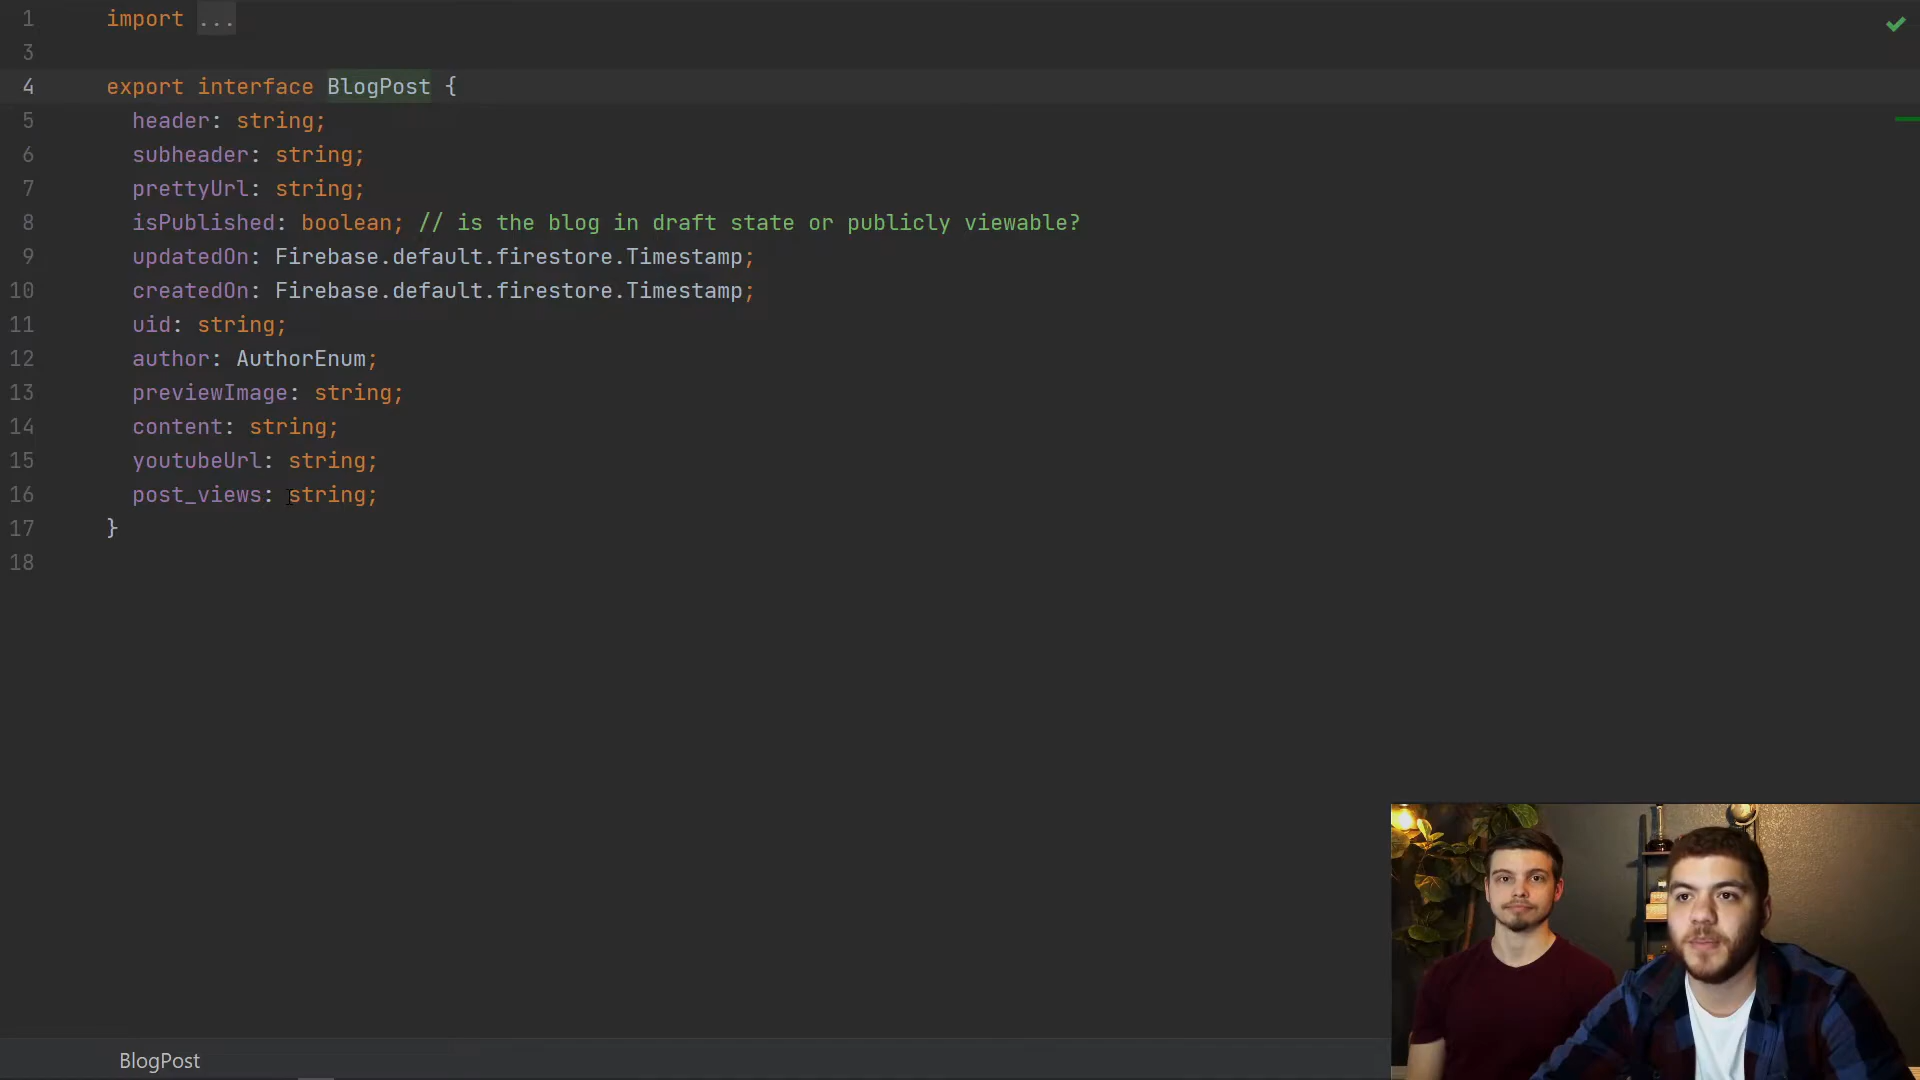 1 import ...
3
4 export interface BlogPost {
5 header: string;
6 subheader: string;
7 prettyUrl: string;
8 isPublished: boolean; // is the blog in draft state or publicly viewable?
9 updatedOn: Firebase.default.firestore.Timestamp;
10 createdOn: Firebase.default.firestore.Timestamp;
11 uid: string;
12 author: AuthorEnum;
13 previewImage: string;
14 content: string;
15 youtubeUrl: string;
16 post_views: string;
17 }
18
BlogPost